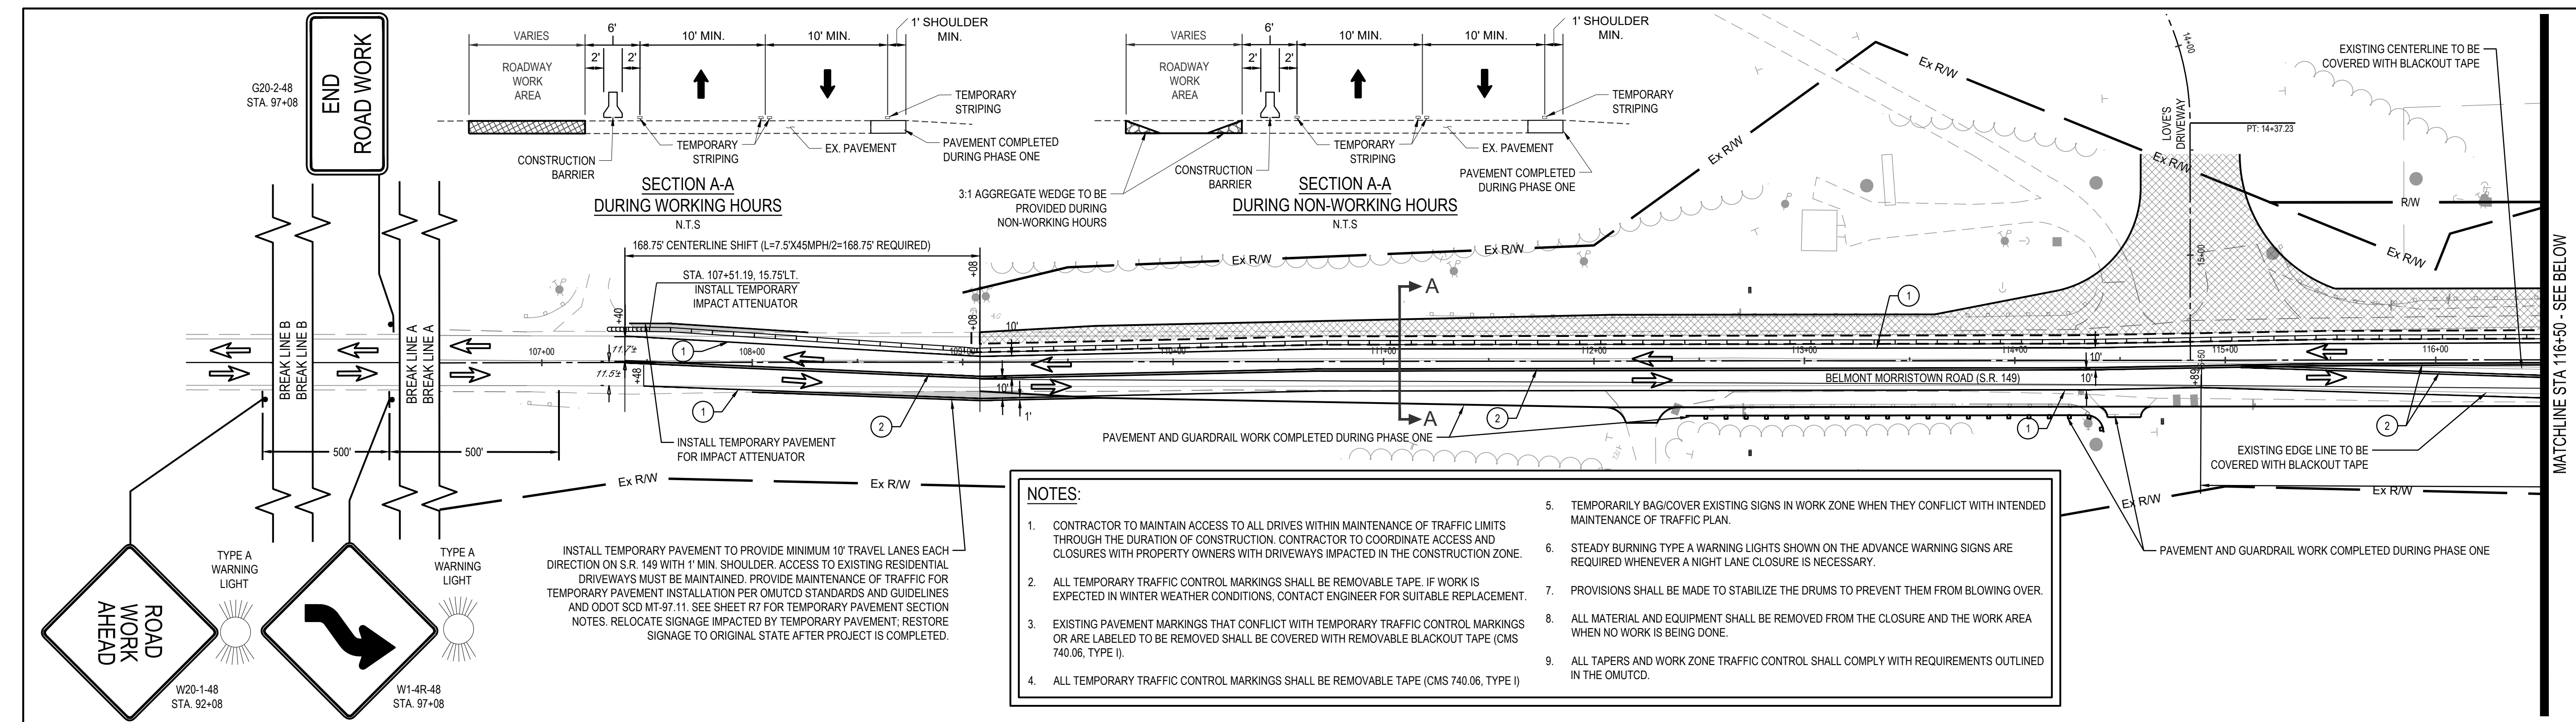 END
ROAD WORK
G20-2-48
STA. 97+08
VARIES
6'
10' MIN.
10' MIN.
1' SHOULDER
MIN.
2'
2'
ROADWAY
WORK
AREA
TEMPORARY
STRIPING
CONSTRUCTION
BARRIER
TEMPORARY
STRIPING
EX. PAVEMENT
PAVEMENT COMPLETED
DURING PHASE ONE
SECTION A-A
DURING WORKING HOURS
N.T.S
VARIES
6'
10' MIN.
10' MIN.
1' SHOULDER
MIN.
2'
2'
ROADWAY
WORK
AREA
TEMPORARY
STRIPING
CONSTRUCTION
BARRIER
TEMPORARY
STRIPING
EX. PAVEMENT
PAVEMENT COMPLETED
DURING PHASE ONE
3:1 AGGREGATE WEDGE TO BE
PROVIDED DURING
NON-WORKING HOURS
SECTION A-A
DURING NON-WORKING HOURS
N.T.S
EXISTING CENTERLINE TO BE
COVERED WITH BLACKOUT TAPE
14+00
LOVE'S
DRIVEWAY
PT: 14+37.23
15+00
Ex R/W
Ex R/W
Ex R/W
Ex R/W
Ex R/W
Ex R/W
R/W
Ex R/W
168.75' CENTERLINE SHIFT (L=7.5'X45MPH/2=168.75' REQUIRED)
STA. 107+51.19, 15.75'LT.
INSTALL TEMPORARY
IMPACT ATTENUATOR
+08
+08
+40
+48
11.7'±
11.5'±
10'
10'
1'
A
A
1
1
1
1
2
2
2
10'
10'
+89
BREAK LINE B
BREAK LINE B
BREAK LINE A
BREAK LINE A
107+00
108+00
109+00
110+00
111+00
112+00
113+00
114+00
115+00
116+00
BELMONT MORRISTOWN ROAD (S.R. 149)
MATCHLINE STA 116+50 - SEE BELOW
500'
500'
INSTALL TEMPORARY PAVEMENT
FOR IMPACT ATTENUATOR
PAVEMENT AND GUARDRAIL WORK COMPLETED DURING PHASE ONE
EXISTING EDGE LINE TO BE
COVERED WITH BLACKOUT TAPE
Ex R/W
Ex R/W
Ex R/W
Ex R/W
PAVEMENT AND GUARDRAIL WORK COMPLETED DURING PHASE ONE
ROAD
WORK
AHEAD
TYPE A
WARNING
LIGHT
W20-1-48
STA. 92+08
TYPE A
WARNING
LIGHT
W1-4R-48
STA. 97+08
INSTALL TEMPORARY PAVEMENT TO PROVIDE MINIMUM 10' TRAVEL LANES EACH
DIRECTION ON S.R. 149 WITH 1' MIN. SHOULDER. ACCESS TO EXISTING RESIDENTIAL
DRIVEWAYS MUST BE MAINTAINED. PROVIDE MAINTENANCE OF TRAFFIC FOR
TEMPORARY PAVEMENT INSTALLATION PER OMUTCD STANDARDS AND GUIDELINES
AND ODOT SCD MT-97.11. SEE SHEET R7 FOR TEMPORARY PAVEMENT SECTION
NOTES. RELOCATE SIGNAGE IMPACTED BY TEMPORARY PAVEMENT; RESTORE
SIGNAGE TO ORIGINAL STATE AFTER PROJECT IS COMPLETED.
NOTES:
1. CONTRACTOR TO MAINTAIN ACCESS TO ALL DRIVES WITHIN MAINTENANCE OF TRAFFIC LIMITS
THROUGH THE DURATION OF CONSTRUCTION. CONTRACTOR TO COORDINATE ACCESS AND
CLOSURES WITH PROPERTY OWNERS WITH DRIVEWAYS IMPACTED IN THE CONSTRUCTION ZONE.
2. ALL TEMPORARY TRAFFIC CONTROL MARKINGS SHALL BE REMOVABLE TAPE. IF WORK IS
EXPECTED IN WINTER WEATHER CONDITIONS, CONTACT ENGINEER FOR SUITABLE REPLACEMENT.
3. EXISTING PAVEMENT MARKINGS THAT CONFLICT WITH TEMPORARY TRAFFIC CONTROL MARKINGS
OR ARE LABELED TO BE REMOVED SHALL BE COVERED WITH REMOVABLE BLACKOUT TAPE (CMS
740.06, TYPE I).
4. ALL TEMPORARY TRAFFIC CONTROL MARKINGS SHALL BE REMOVABLE TAPE (CMS 740.06, TYPE I)
5. TEMPORARILY BAG/COVER EXISTING SIGNS IN WORK ZONE WHEN THEY CONFLICT WITH INTENDED
MAINTENANCE OF TRAFFIC PLAN.
6. STEADY BURNING TYPE A WARNING LIGHTS SHOWN ON THE ADVANCE WARNING SIGNS ARE
REQUIRED WHENEVER A NIGHT LANE CLOSURE IS NECESSARY.
7. PROVISIONS SHALL BE MADE TO STABILIZE THE DRUMS TO PREVENT THEM FROM BLOWING OVER.
8. ALL MATERIAL AND EQUIPMENT SHALL BE REMOVED FROM THE CLOSURE AND THE WORK AREA
WHEN NO WORK IS BEING DONE.
9. ALL TAPERS AND WORK ZONE TRAFFIC CONTROL SHALL COMPLY WITH REQUIREMENTS OUTLINED
IN THE OMUTCD.